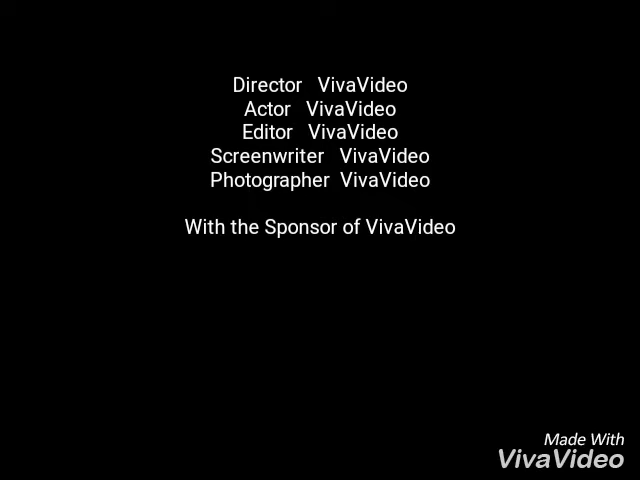 Director VivaVideo
Actor VivaVideo
Editor VivaVideo
Screenwriter VivaVideo
Photographer VivaVideo
With the Sponsor of VivaVideo
Made With
VivaVideo